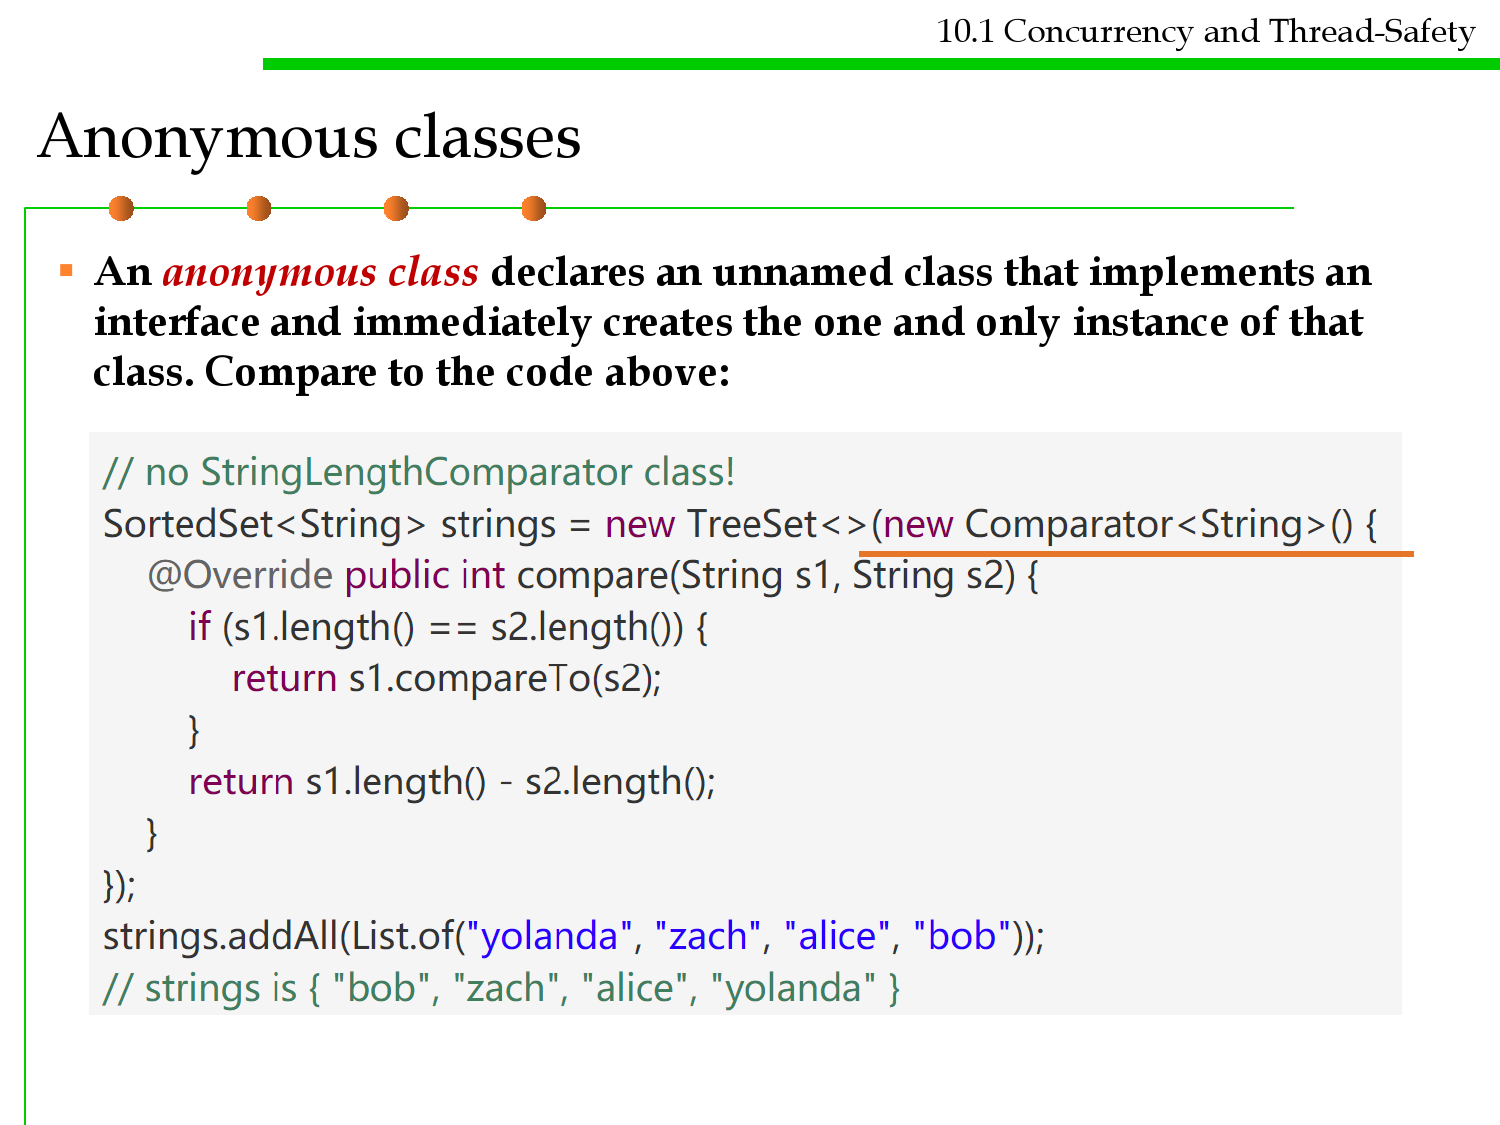 10.1 Concurrency and Thread-Safety
Anonymous classes
An anonymous class declares an unnamed class that implements an
interface and immediately creates the one and only instance of that
class. Compare to the code above:
// no StringLengthComparator class!
SortedSet<String> strings = new TreeSet<>(new Comparator<String>() {
@Override public int compare(String s1, String s2) {
if (s1.length() == s2.length()) {
return s1.compareTo(s2);
}
return s1.length() - s2.length();
}
});
strings.addAll(List.of("yolanda", "zach", "alice", "bob"));
// strings is { "bob", "zach", "alice", "yolanda" }